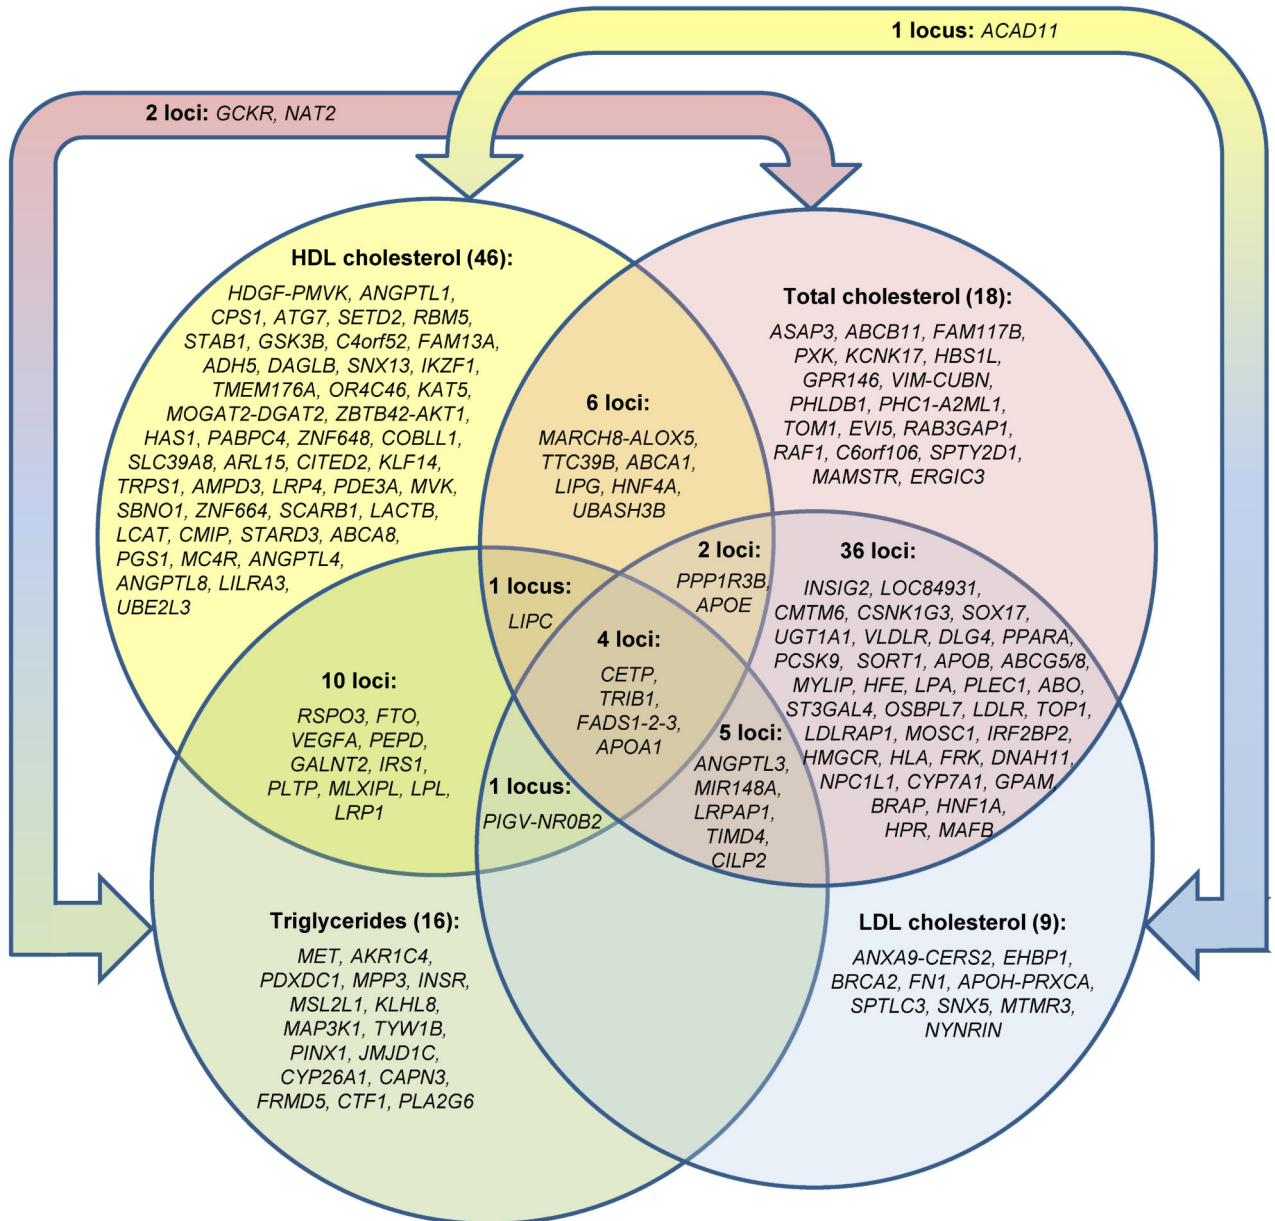 1 locus: ACAD11
2 loci: GCKR, NAT2
HDL cholesterol (46):
HDGF-PMVK, ANGPTL1,
CPS1, ATG7, SETD2, RBM5,
STAB1, GSK3B, C4orf52, FAM13A,
ADH5, DAGLB, SNX13, IKZF1,
TMEM176A, OR4C46, KAT5,
MOGAT2-DGAT2, ZBTB42-AKT1,
HAS1, PABPC4, ZNF648, COBLL1,
SLC39A8, ARL15, CITED2, KLF14,
TRPS1, AMPD3, LRP4, PDE3A, MVK,
SBNO1, ZNF664, SCARB1, LACTB,
LCAT, CMIP, STARD3, ABCA8,
PGS1, MC4R, ANGPTL4,
ANGPTL8, LILRA3,
UBE2L3
Total cholesterol (18):
ASAP3, ABCB11, FAM117B,
PXK, KCNK17, HBS1L,
GPR146, VIM-CUBN,
PHLDB1, PHC1-A2ML1,
TOM1, EVI5, RAB3GAP1,
RAF1, C6orf106, SPTY2D1,
MAMSTR, ERGIC3
6 loci:
MARCH8-ALOX5,
TTC39B, ABCA1,
LIPG, HNF4A,
UBASH3B
2 loci:
PPP1R3B,
APOE
36 loci:
INSIG2, LOC84931,
CMTM6, CSNK1G3, SOX17,
UGT1A1, VLDLR, DLG4, PPARA,
PCSK9, SORT1, APOB, ABCG5/8,
MYLIP, HFE, LPA, PLEC1, ABO,
ST3GAL4, OSBPL7, LDLR, TOP1,
LDLRAP1, MOSC1, IRF2BP2,
HMGCR, HLA, FRK, DNAH11,
NPC1L1, CYP7A1, GPAM,
BRAP, HNF1A,
HPR, MAFB
1 locus:
LIPC
4 loci:
CETP,
TRIB1,
FADS1-2-3,
APOA1
10 loci:
RSPO3, FTO,
VEGFA, PEPD,
GALNT2, IRS1,
PLTP, MLXIPL, LPL,
LRP1
5 loci:
ANGPTL3,
MIR148A,
LRPAP1,
TIMD4,
CILP2
1 locus:
PIGV-NR0B2
Triglycerides (16):
MET, AKR1C4,
PDXDC1, MPP3, INSR,
MSL2L1, KLHL8,
MAP3K1, TYW1B,
PINX1, JMJD1C,
CYP26A1, CAPN3,
FRMD5, CTF1, PLA2G6
LDL cholesterol (9):
ANXA9-CERS2, EHBP1,
BRCA2, FN1, APOH-PRXCA,
SPTLC3, SNX5, MTMR3,
NYNRIN